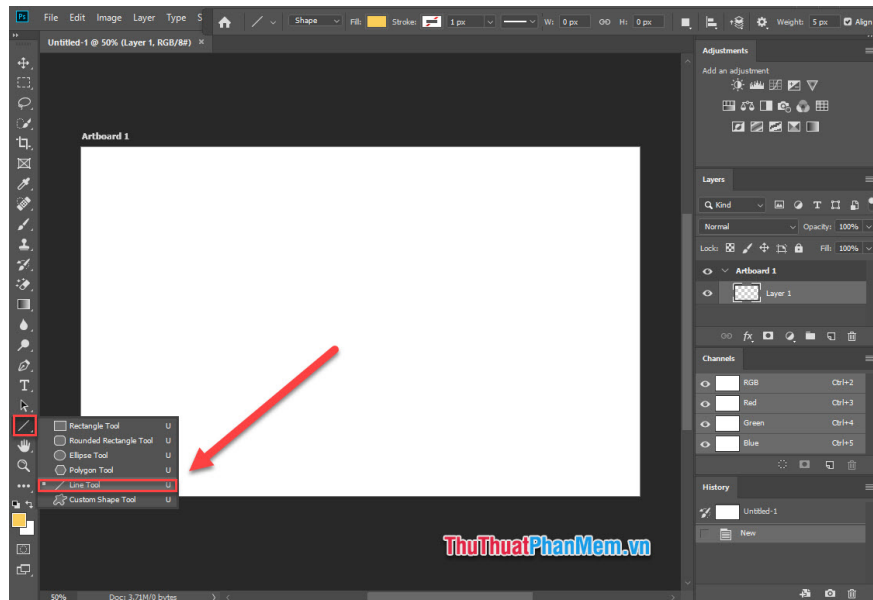 Ps File Edit Image Layer Type S Shape Fill: Stroke: 1 px W: 0 px H: 0 px Weight: 5 px Align
Untitled-1 @ 50% (Layer 1, RGB/8#) ×
Artboard 1
Rectangle Tool U
Rounded Rectangle Tool U
Ellipse Tool U
Polygon Tool U
Line Tool U
Custom Shape Tool U
ThuThuatPhanMem.vn
50% Doc: 3,71M/0 bytes
Adjustments
Add an adjustment
Layers
Kind
Normal Opacity: 100%
Lock: Fill: 100%
Artboard 1
Layer 1
fx
Channels
RGB Ctrl+2
Red Ctrl+3
Green Ctrl+4
Blue Ctrl+5
History
Untitled-1
New